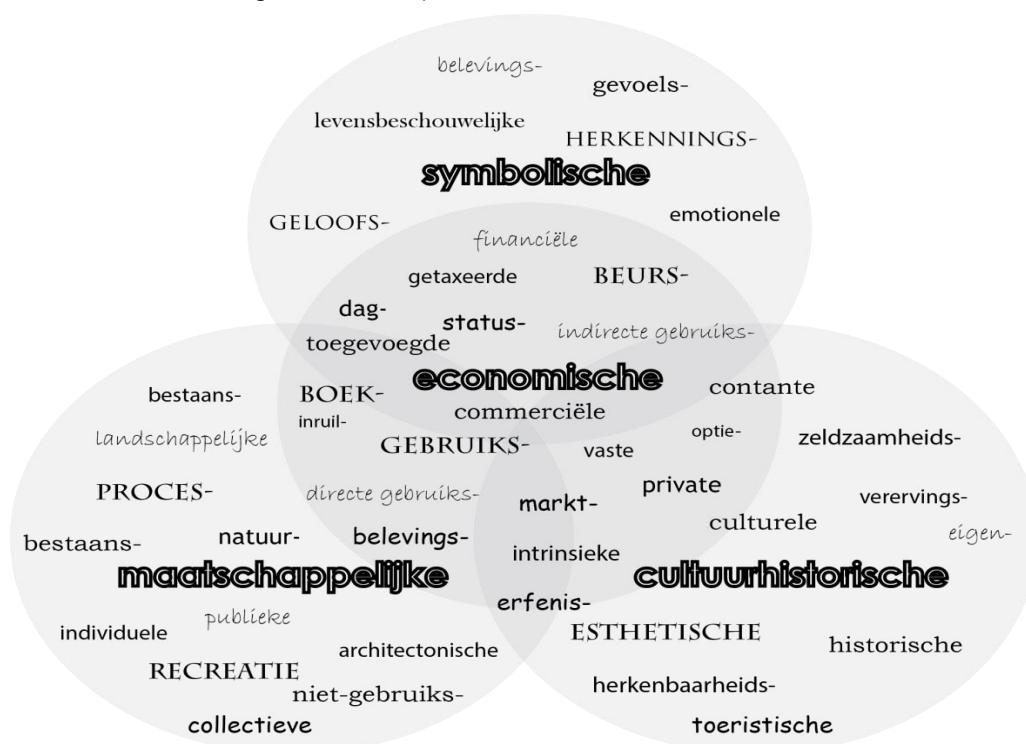 belevings-
gevoels-
levensbeschouwelijke
HERKENNINGS-
symbolische
GELOOFS-
emotionele
financiële
getaxeerde
BEURS-
dag-
status-
indirecte gebruiks-
toegevoegde
economische
contante
bestaans-
BOEK-
commerciële
inruil-
optie-
landschappelijke
GEBRUIKS-
vaste
zeldzaamheids-
PROCES-
directe gebruiks-
markt-
private
verervings-
culturele
eigen-
bestaans-
natuur-
belevings-
intrinsieke
maatschappelijke
cultuurhistorische
erfenis-
publieke
individuele
ESTHETISCHE
architectonische
historische
RECREATIE
niet-gebruiks-
herkenbaarheids-
collectieve
toeristische